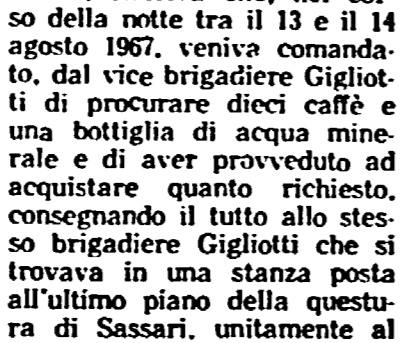 so della notte tra il 13 e il 14
agosto 1967, veniva comanda-
to, dal vice brigadiere Gigliot-
ti di procurare dieci caffè e
una bottiglia di acqua mine-
rale e di aver provveduto ad
acquistare quanto richiesto,
consegnando il tutto allo stes-
so brigadiere Gigliotti che si
trovava in una stanza posta
all'ultimo piano della questu-
ra di Sassari, unitamente al